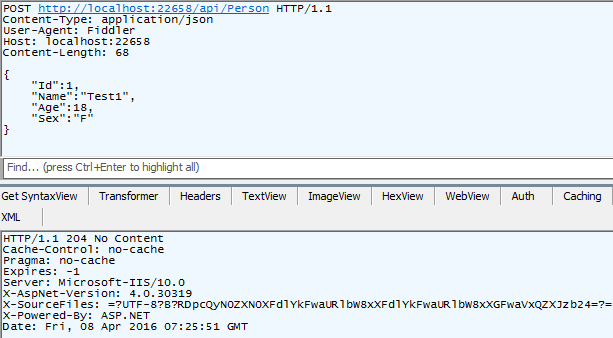 POST http://localhost:22658/api/Person HTTP/1.1
Content-Type: application/json
User-Agent: Fiddler
Host: localhost:22658
Content-Length: 68
{
"Id":1,
"Name":"Test1",
"Age":18,
"Sex":"F"
}
Find... (press Ctrl+Enter to highlight all)
Get SyntaxView Transformer Headers TextView ImageView HexView WebView Auth Caching
XML
HTTP/1.1 204 No Content
Cache-Control: no-cache
Pragma: no-cache
Expires: -1
Server: Microsoft-IIS/10.0
X-AspNet-Version: 4.0.30319
X-SourceFiles: =?UTF-8?B?RDpcQyN0ZXN0XFdlYkFwaURlbW8xXFdlYkFwaURlbW8xXGFwaVxQZXJzb24=?=
X-Powered-By: ASP.NET
Date: Fri, 08 Apr 2016 07:25:51 GMT